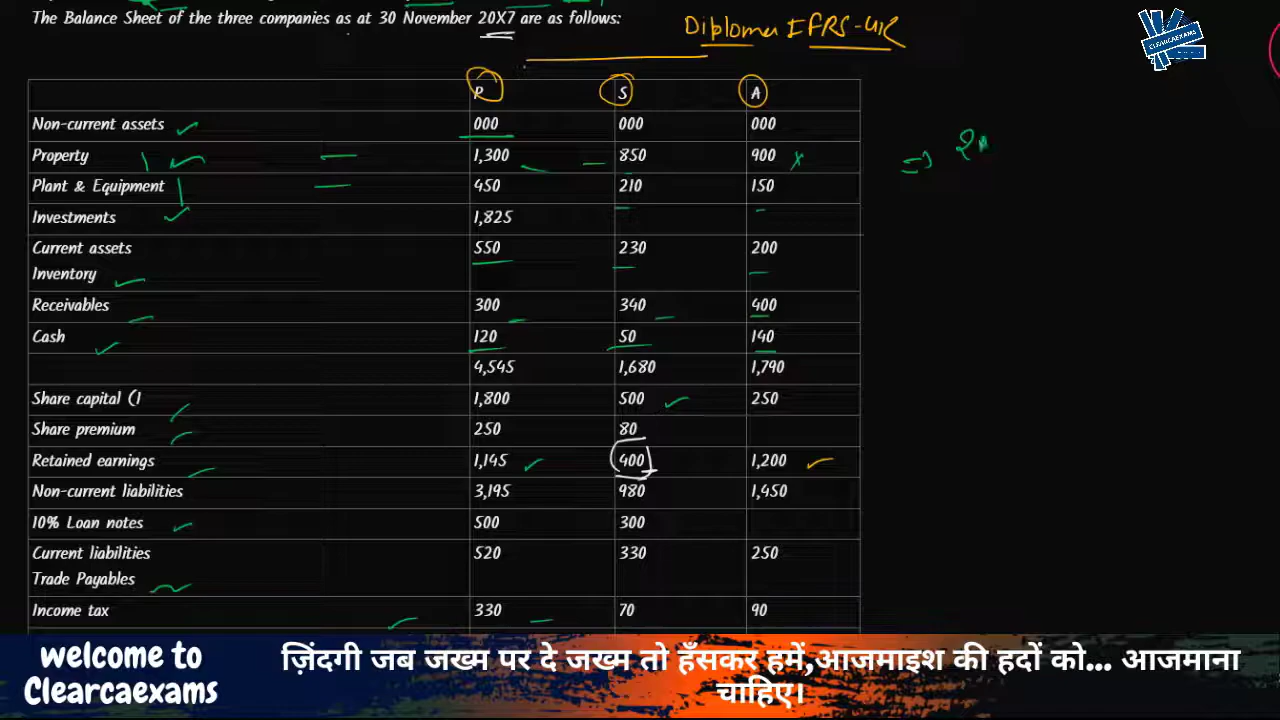 The Balance Sheet of the three companies as at 30 November 20X7 are as follows:
Diploma IFRS-UK
CLEARCAEXAMS
P S A
Non-current assets 000 000 000
Property 1,300 850 900
Plant & Equipment 450 210 150
Investments 1,825
Current assets 550 230 200
Inventory
Receivables 300 340 400
Cash 120 50 140
4,545 1,680 1,790
Share capital (1 1,800 500 250
Share premium 250 80
Retained earnings 1,145 400 1,200
Non-current liabilities 3,195 980 1,450
10% Loan notes 500 300
Current liabilities 520 330 250
Trade Payables
Income tax 330 70 90
welcome to
Clearcaexams
ज़िंदगी जब जख्म पर दे जख्म तो हँसकर हमें,आजमाइश की हदों को... आजमाना
चाहिए।